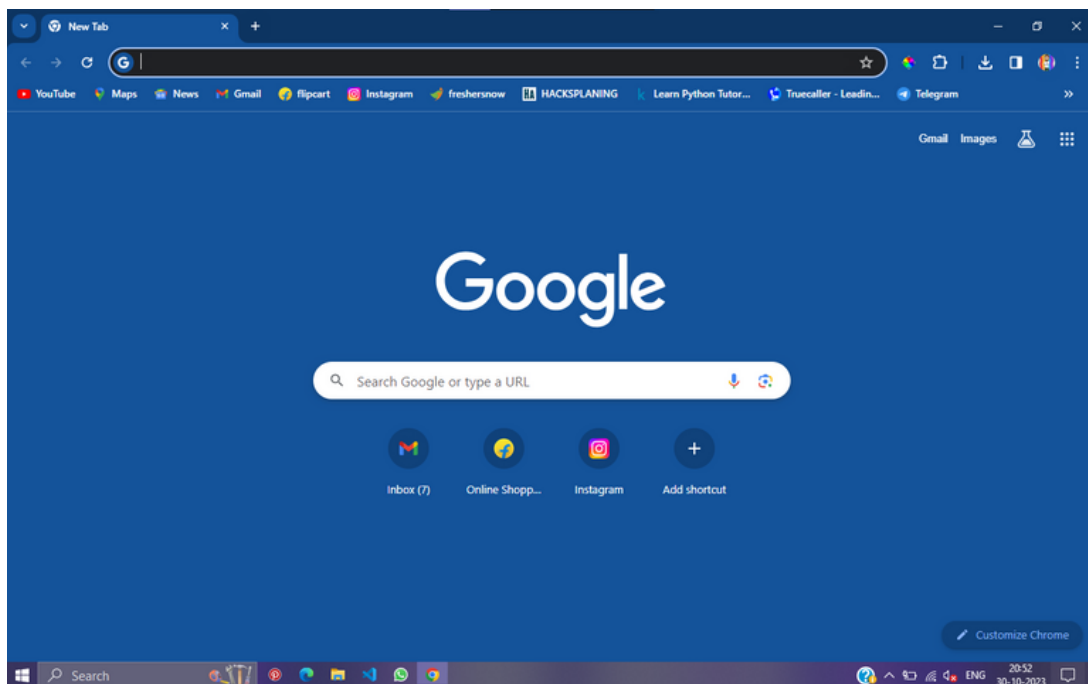 New Tab
YouTube Maps News Gmail flipcart Instagram freshersnow HA HACKSPLANING Learn Python Tutor... Truecaller - Leadin... Telegram
Gmail Images
Google
Search Google or type a URL
Inbox (7) Online Shopp... Instagram Add shortcut
Customize Chrome
Search ENG 20:52
30-10-2023